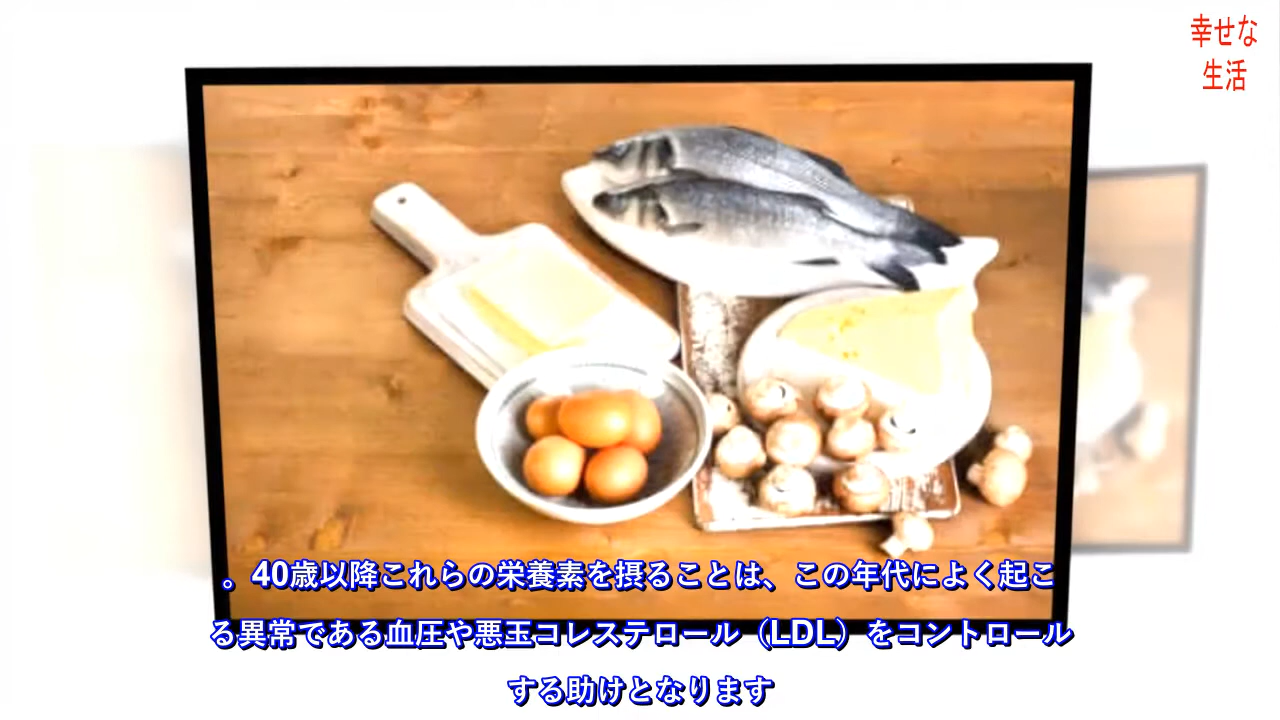 幸せな
生活
。40歳以降これらの栄養素を摂ることは、この年代によく起こ
る異常である血圧や悪玉コレステロール（LDL）をコントロール
する助けとなります